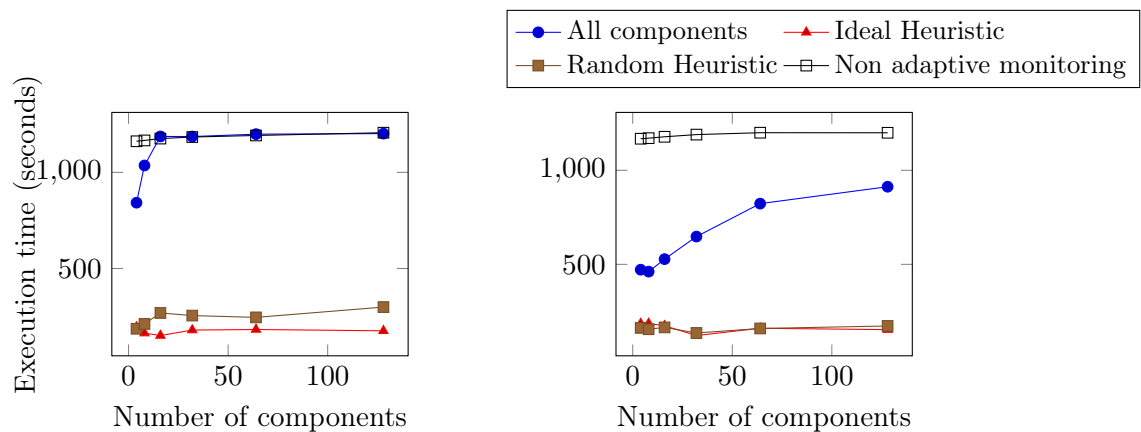 All components
Ideal Heuristic
Random Heuristic
Non adaptive monitoring
Execution time (seconds)
1,000
500
0
50
100
Number of components
1,000
500
0
50
100
Number of components